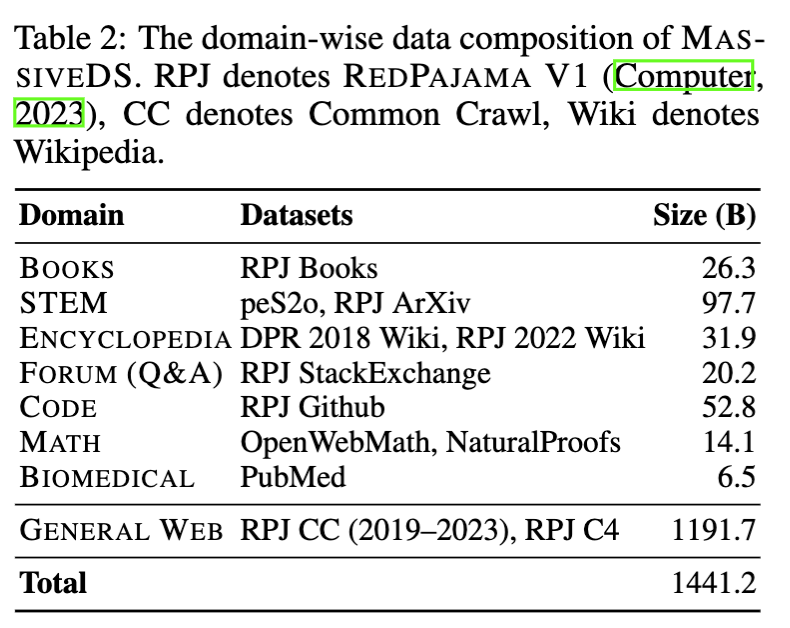 Table 2: The domain-wise data composition of MAS-
SIVEDS. RPJ denotes REDPAJAMA V1 (Computer,
2023), CC denotes Common Crawl, Wiki denotes
Wikipedia.
Domain Datasets Size (B)
BOOKS RPJ Books 26.3
STEM peS2o, RPJ ArXiv 97.7
ENCYCLOPEDIA DPR 2018 Wiki, RPJ 2022 Wiki 31.9
FORUM (Q&A) RPJ StackExchange 20.2
CODE RPJ Github 52.8
MATH OpenWebMath, NaturalProofs 14.1
BIOMEDICAL PubMed 6.5
GENERAL WEB RPJ CC (2019–2023), RPJ C4 1191.7
Total 1441.2